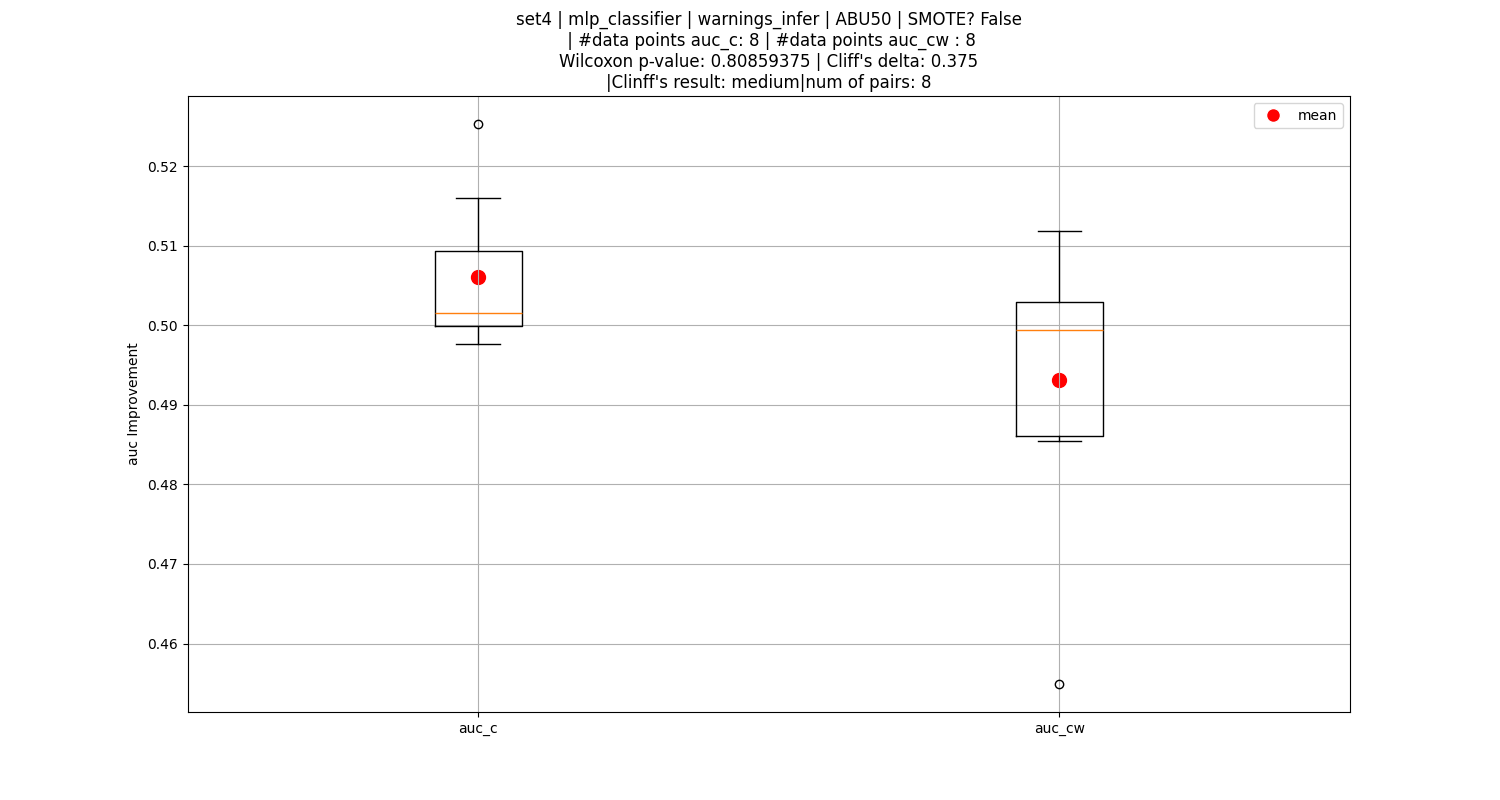 set4 | mlp_classifier | warnings_infer | ABU50 | SMOTE? False
| #data points auc_c: 8 | #data points auc_cw : 8
Wilcoxon p-value: 0.80859375 | Cliff's delta: 0.375
|Clinff's result: medium|num of pairs: 8
mean
0.52
0.51
0.50
0.49
0.48
0.47
0.46
auc Improvement
auc_c
auc_cw